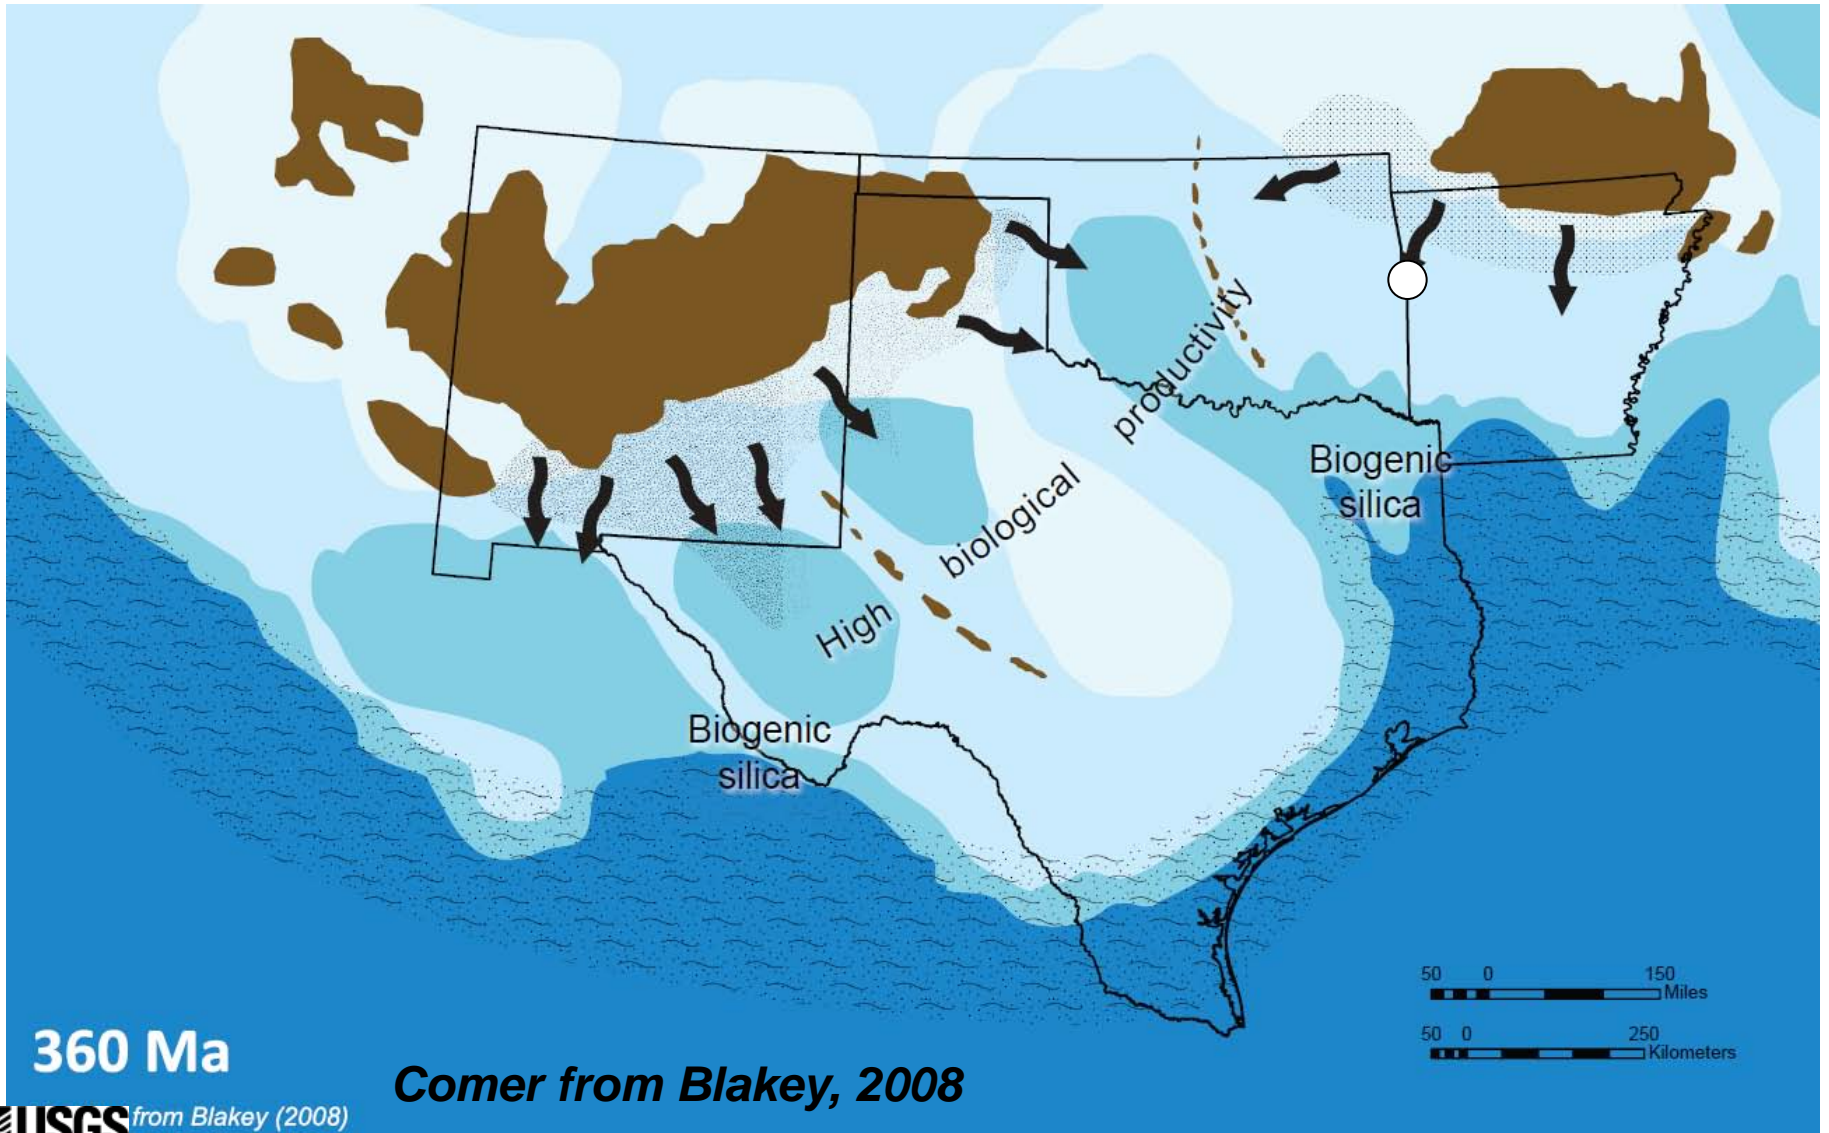 productivity
Biogenic
silica
biological
High
Biogenic
silica
50 0 150
Miles
50 0 250
Kilometers
360 Ma
Comer from Blakey, 2008
USGS from Blakey (2008)